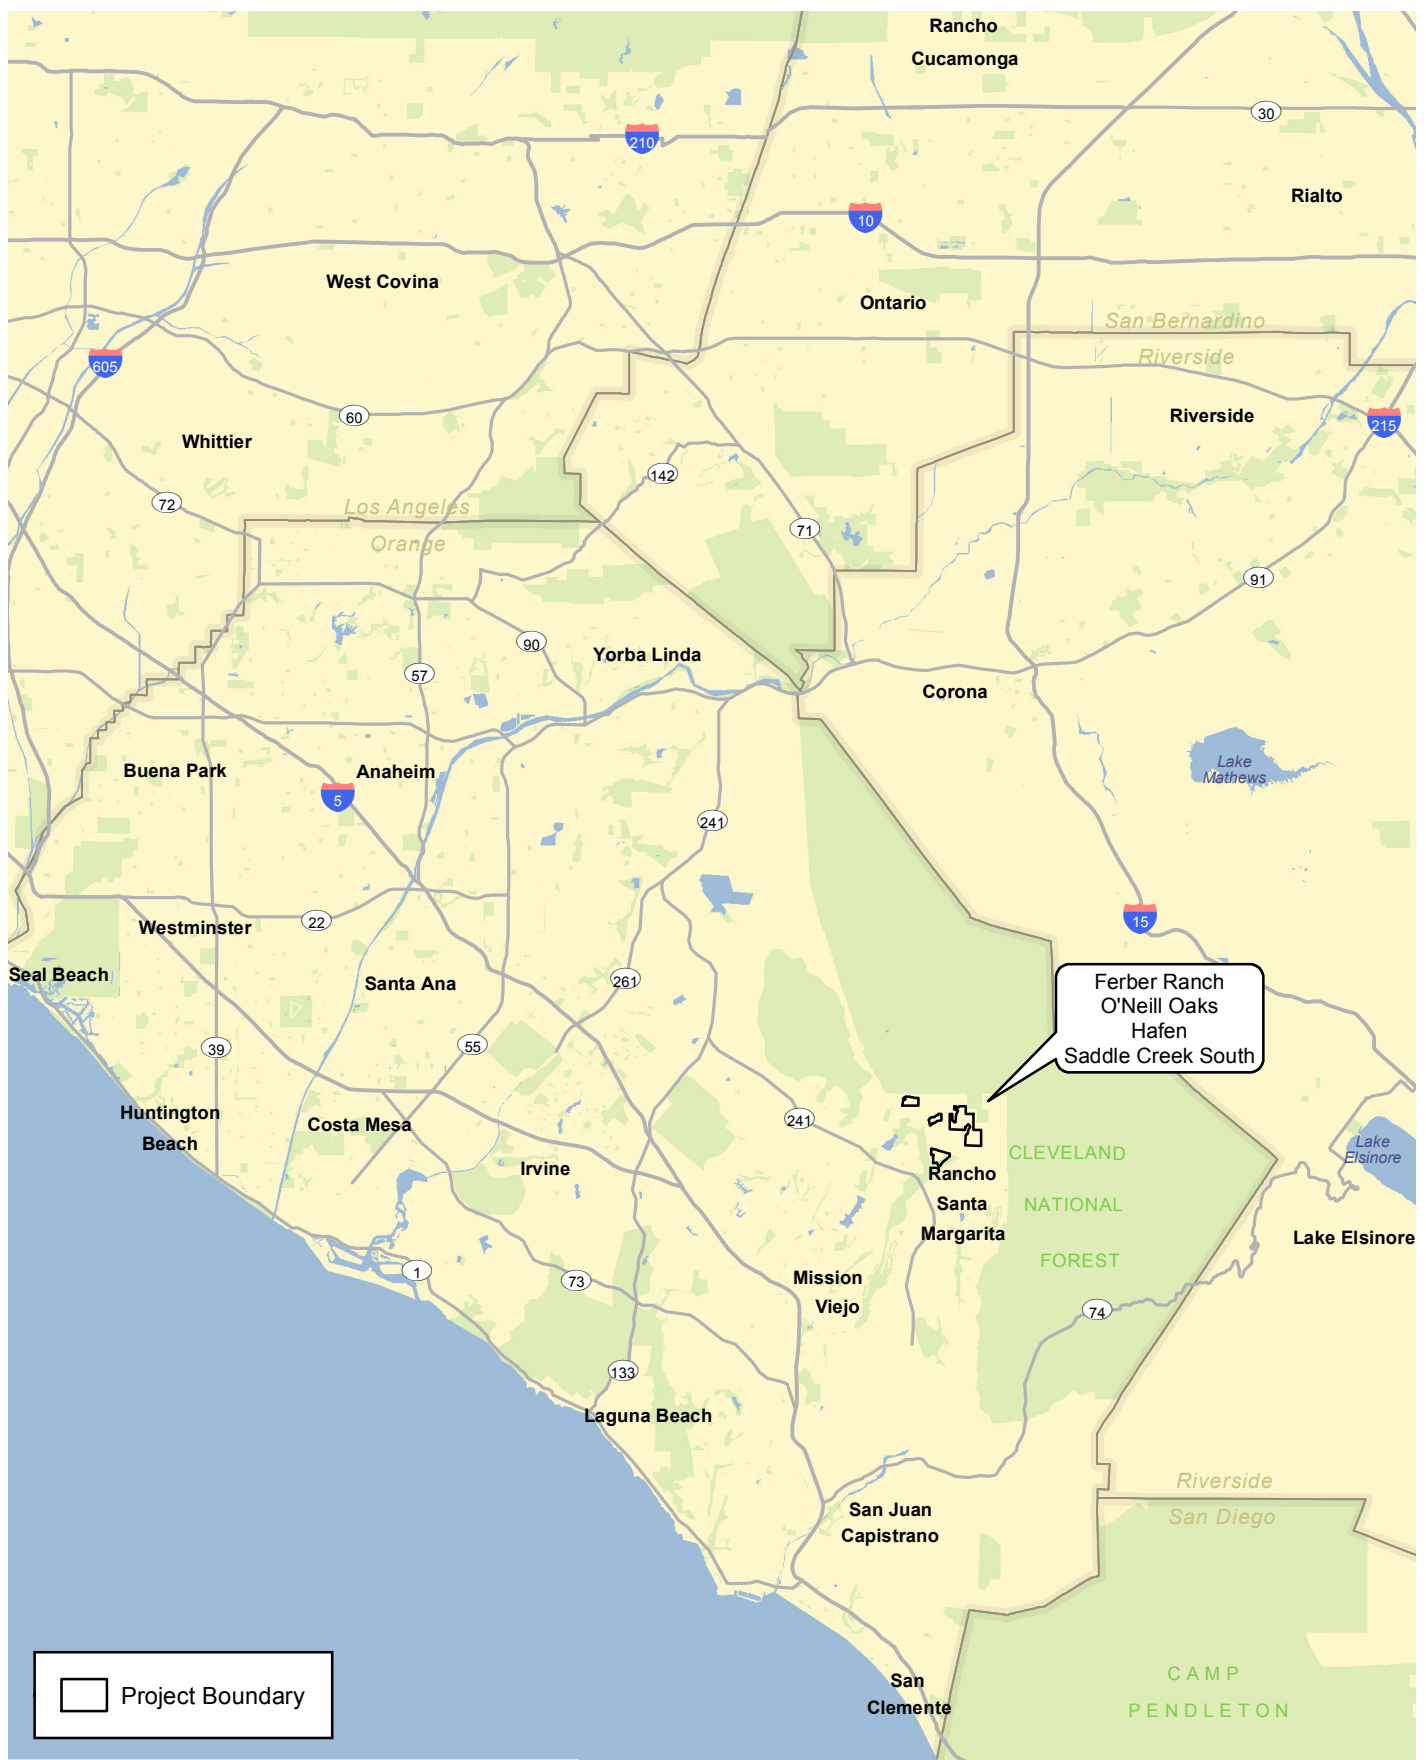 Rancho
Cucamonga
30
210
Rialto
10
West Covina
Ontario
San Bernardino
Riverside
605
60
Riverside
215
Whittier
142
72
Los Angeles
Orange
71
91
90
Yorba Linda
57
Corona
Buena Park
Anaheim
Lake
Mathews
5
241
15
22
Westminster
Seal Beach
Santa Ana
261
Ferber Ranch
O'Neill Oaks
Hafen
Saddle Creek South
39
55
Huntington
Beach
Costa Mesa
241
Lake
Elsinore
CLEVELAND
NATIONAL
FOREST
Irvine
Rancho
Santa
Margarita
Lake Elsinore
1
73
Mission
Viejo
74
133
Laguna Beach
Riverside
San Diego
San Juan
Capistrano
CAMP
PENDLETON
San
Clemente
Project Boundary